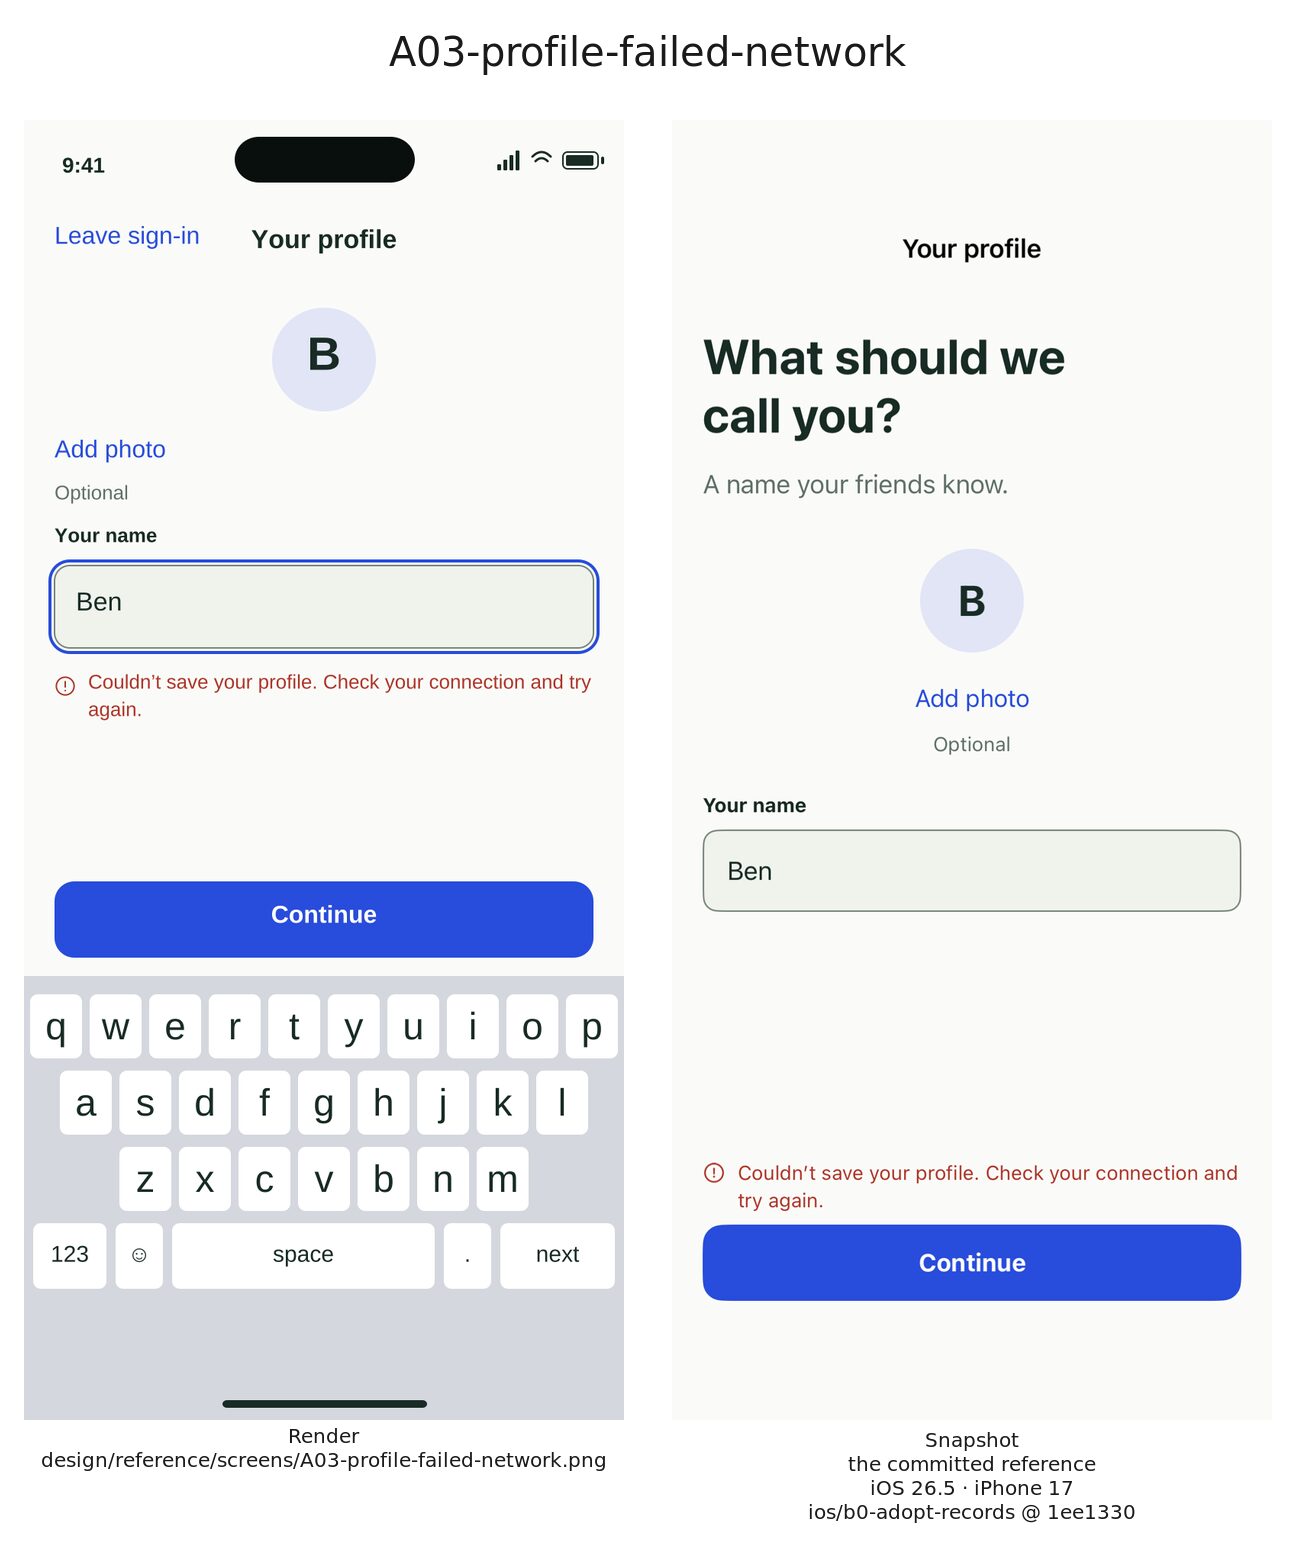 A03-profile-failed-network
9:41
Leave sign-in
Your profile
B
Add photo
Optional
Your name
Ben
Couldn’t save your profile. Check your connection and try
again.
Continue
q w e r t y u i o p
a s d f g h j k l
z x c v b n m
123 ☺ space . next
Render
design/reference/screens/A03-profile-failed-network.png
Your profile
What should we
call you?
A name your friends know.
B
Add photo
Optional
Your name
Ben
Couldn’t save your profile. Check your connection and
try again.
Continue
Snapshot
the committed reference
iOS 26.5 · iPhone 17
ios/b0-adopt-records @ 1ee1330